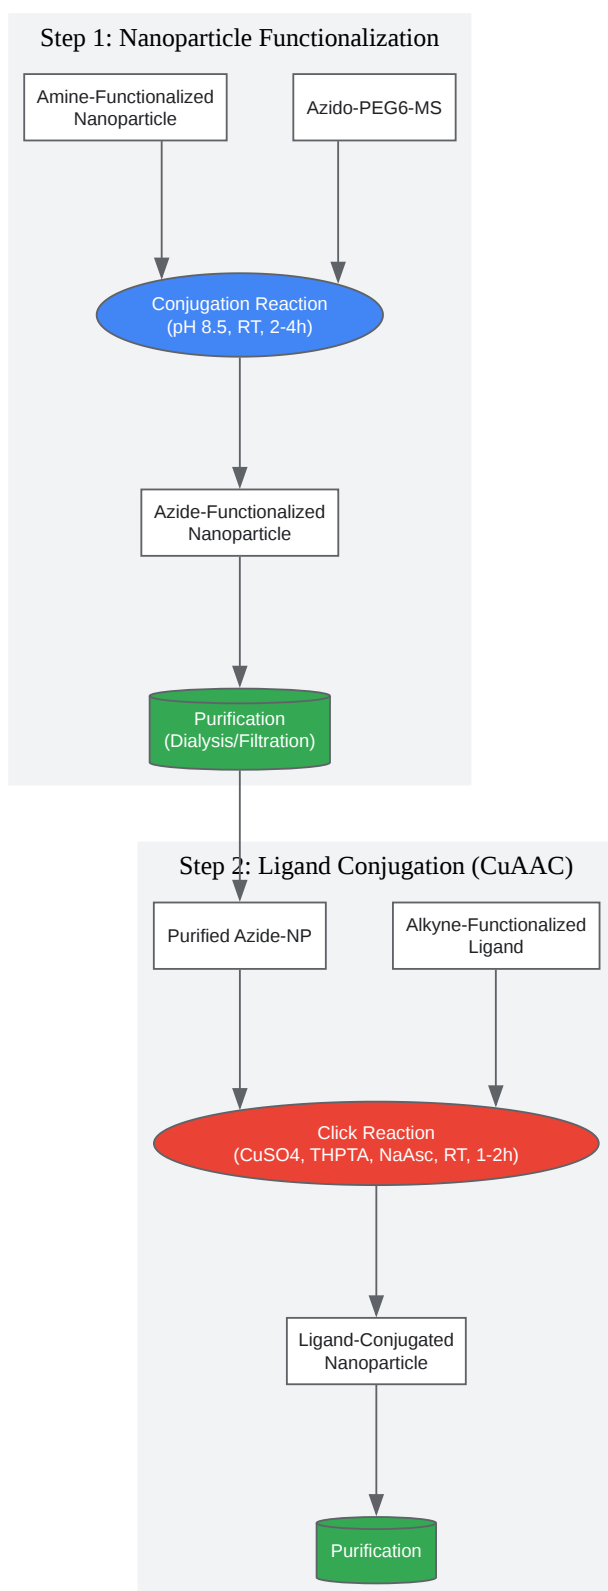 Step 1: Nanoparticle Functionalization
Amine-Functionalized
Nanoparticle
Azido-PEG6-MS
Conjugation Reaction
(pH 8.5, RT, 2-4h)
Azide-Functionalized
Nanoparticle
Purification
(Dialysis/Filtration)
Step 2: Ligand Conjugation (CuAAC)
Purified Azide-NP
Alkyne-Functionalized
Ligand
Click Reaction
(CuSO4, THPTA, NaAsc, RT, 1-2h)
Ligand-Conjugated
Nanoparticle
Purification